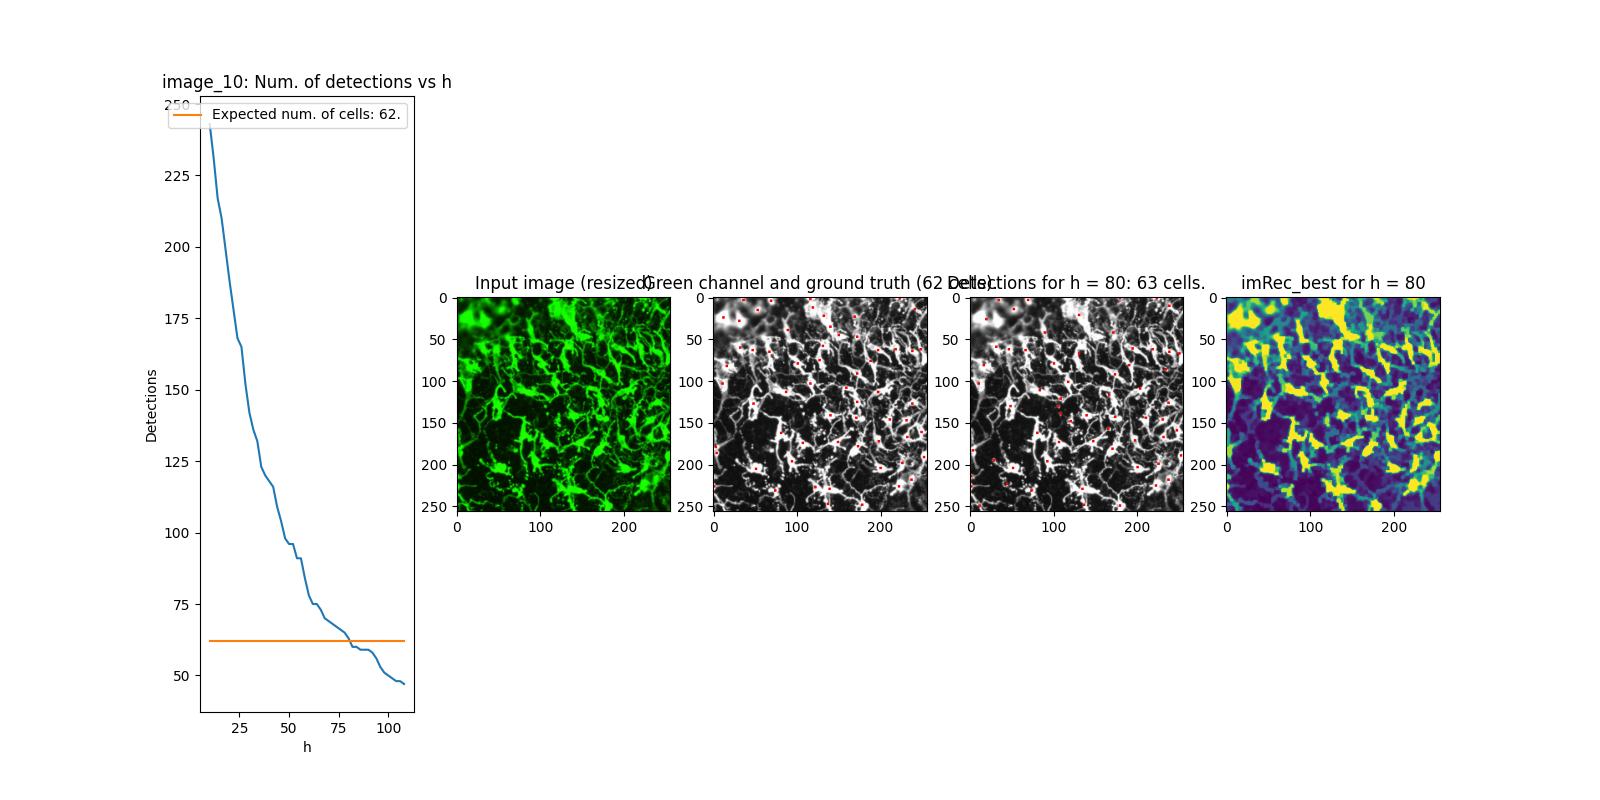 image_10: Num. of detections vs h
Expected num. of cells: 62.
250
225
200
175
150
125
100
75
50
Detections
25 50 75 100
h
Input image (resized)
0
50
100
150
200
250
0 100 200
Green channel and ground truth (62 cells).
0
50
100
150
200
250
0 100 200
Detections for h = 80: 63 cells.
0
50
100
150
200
250
0 100 200
imRec_best for h = 80
0
50
100
150
200
250
0 100 200